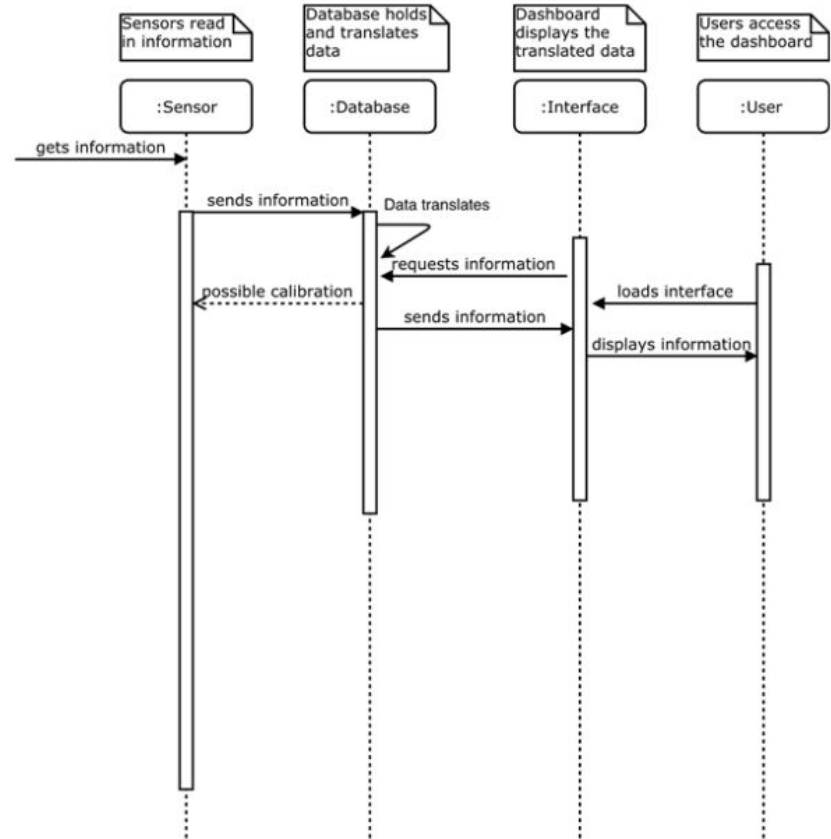 Sensors read
in information
Database holds
and translates
data
Dashboard
displays the
translated data
Users access
the dashboard
:Sensor
:Database
:Interface
:User
gets information
sends information
Data translates
requests information
possible calibration
loads interface
sends information
displays information